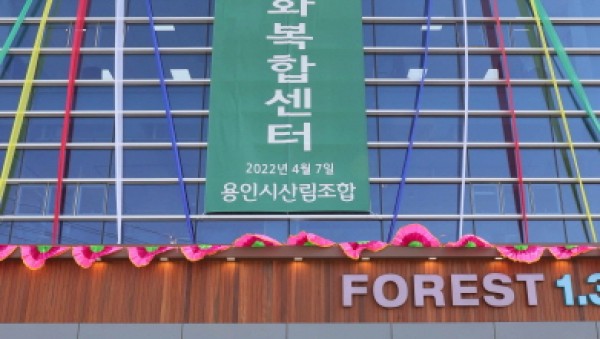 화복합센터
2022년 4월 7일
용인시산림조합
FOREST 1.3